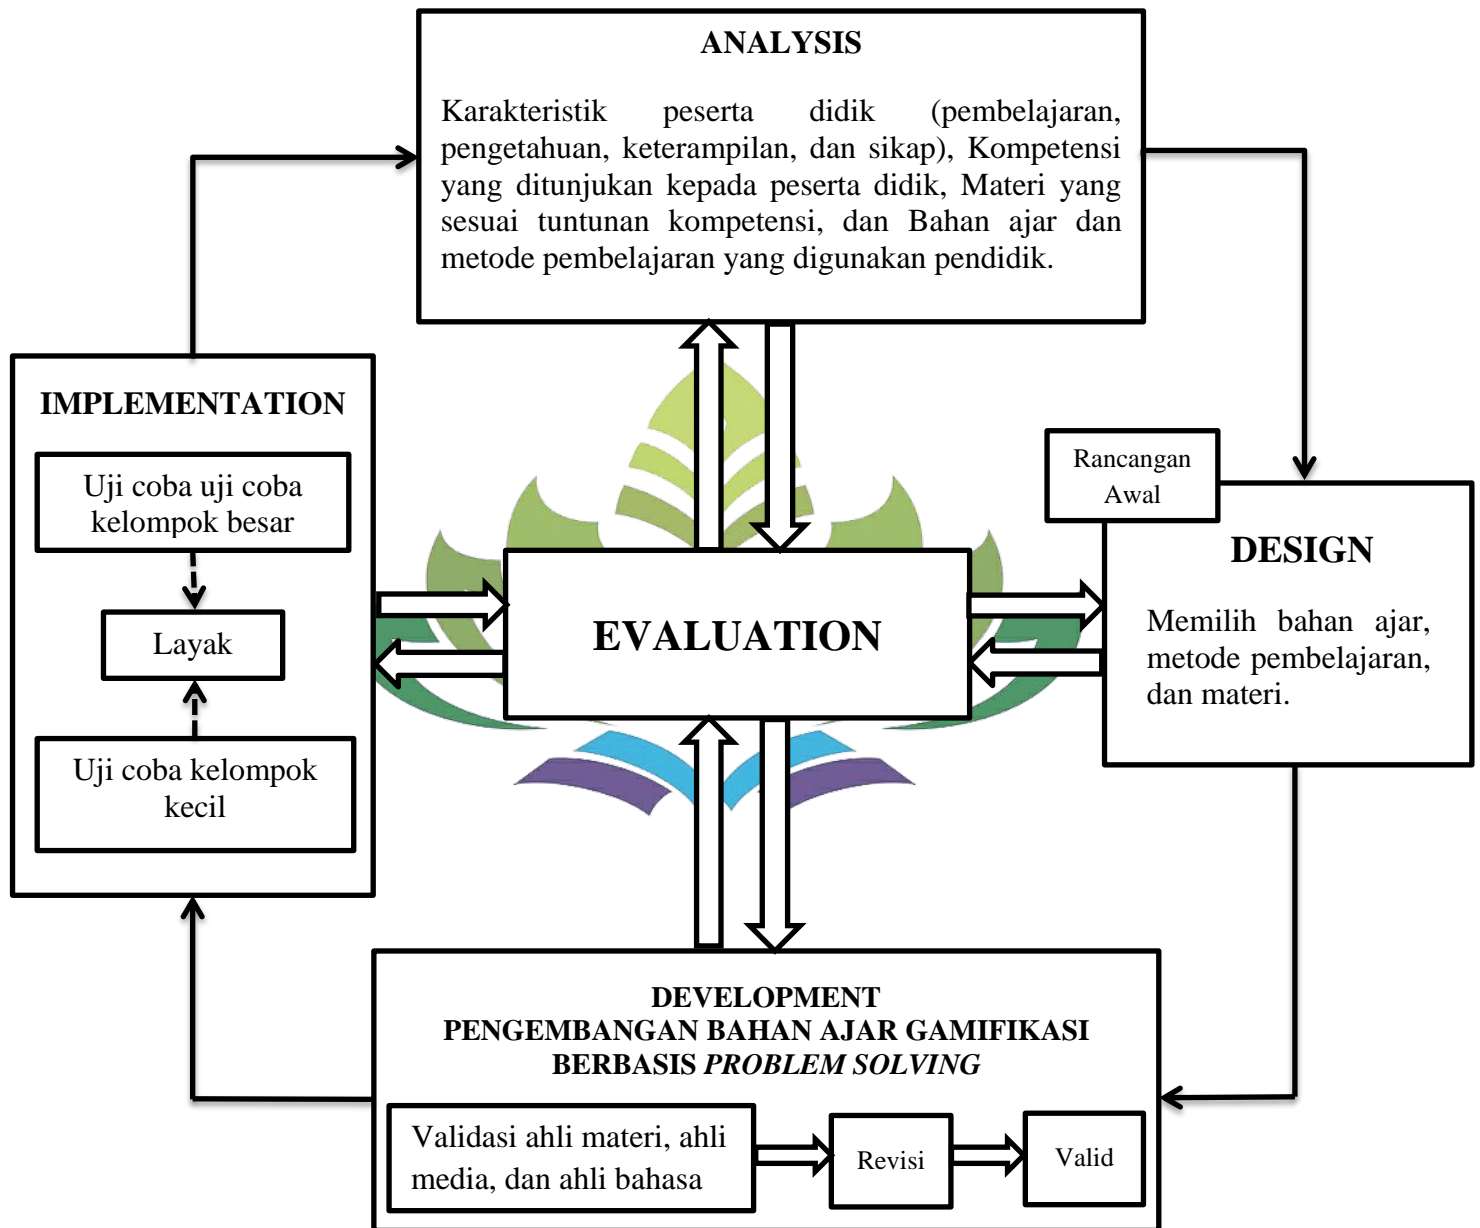 ANALYSIS
Karakteristik peserta didik (pembelajaran,
pengetahuan, keterampilan, dan sikap), Kompetensi
yang ditunjukan kepada peserta didik, Materi yang
sesuai tuntunan kompetensi, dan Bahan ajar dan
metode pembelajaran yang digunakan pendidik.
IMPLEMENTATION
Uji coba uji coba
kelompok besar
Layak
Uji coba kelompok
kecil
EVALUATION
Rancangan
Awal
DESIGN
Memilih bahan ajar,
metode pembelajaran,
dan materi.
DEVELOPMENT
PENGEMBANGAN BAHAN AJAR GAMIFIKASI
BERBASIS PROBLEM SOLVING
Validasi ahli materi, ahli
media, dan ahli bahasa
Revisi
Valid